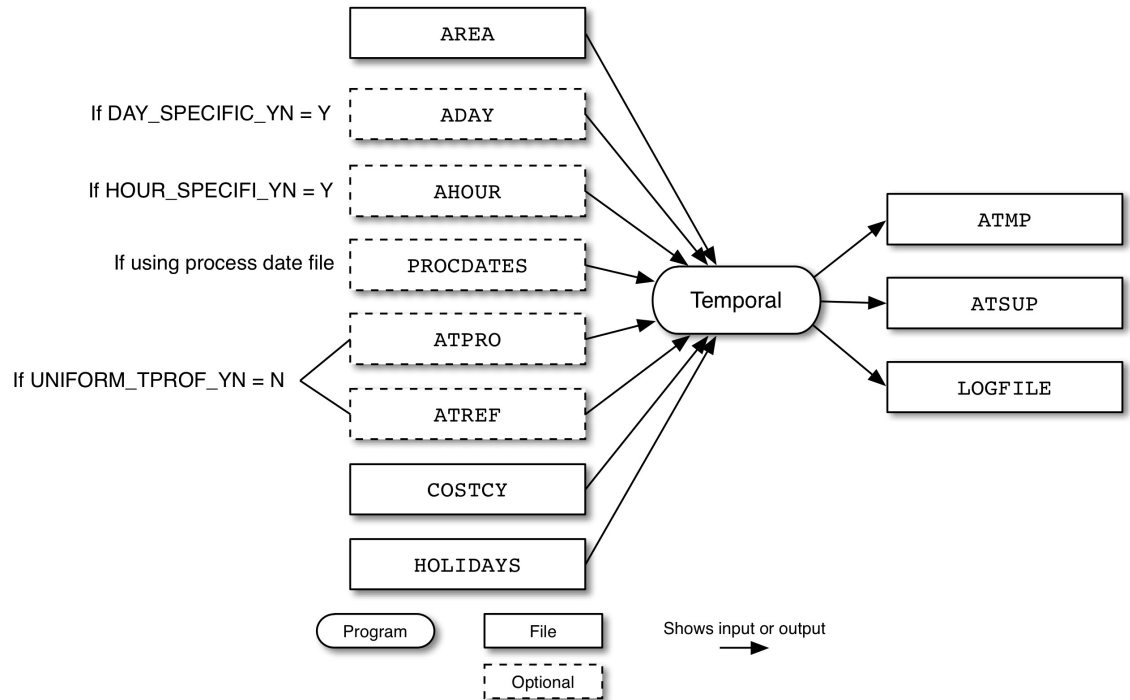 AREA
If DAY_SPECIFIC_YN = Y
ADAY
If HOUR_SPECIFI_YN = Y
AHOUR
If using process date file
PROCDATES
ATPRO
If UNIFORM_TPROF_YN = N
ATREF
COSTCY
HOLIDAYS
Temporal
ATMP
ATSUP
LOGFILE
Program
File
Shows input or output
Optional